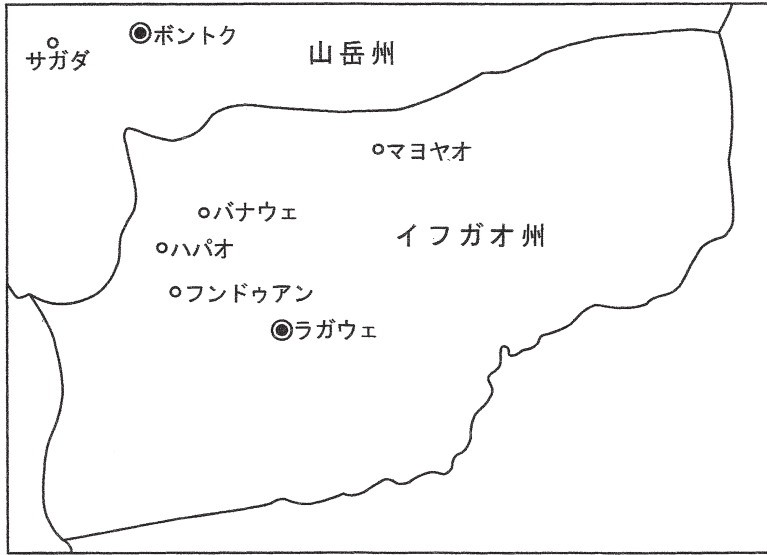 ボントク
サガダ
山岳州
マヨヤオ
バナウェ
イフガオ州
ハパオ
フンドゥアン
ラガウェ